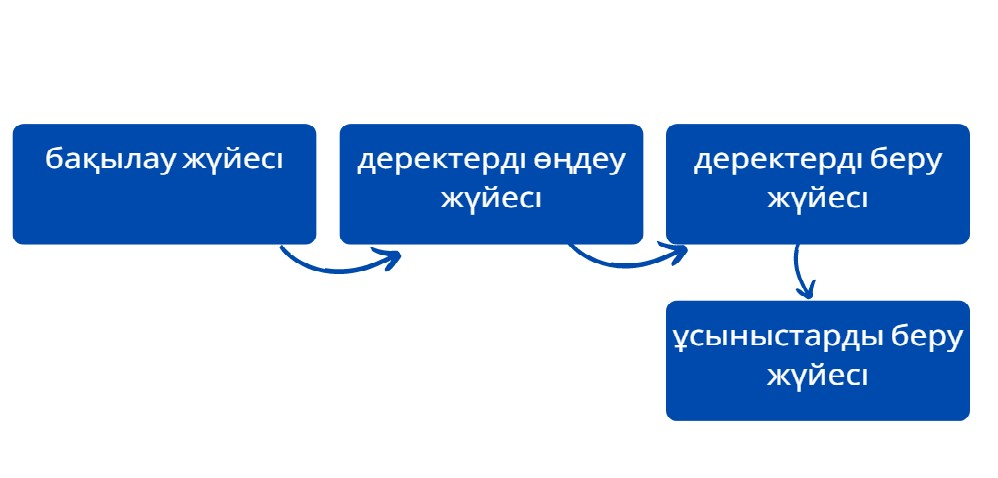 бақылау жүйесі
деректерді өңдеу
жүйесі
деректерді беру
жүйесі
ұсыныстарды беру
жүйесі